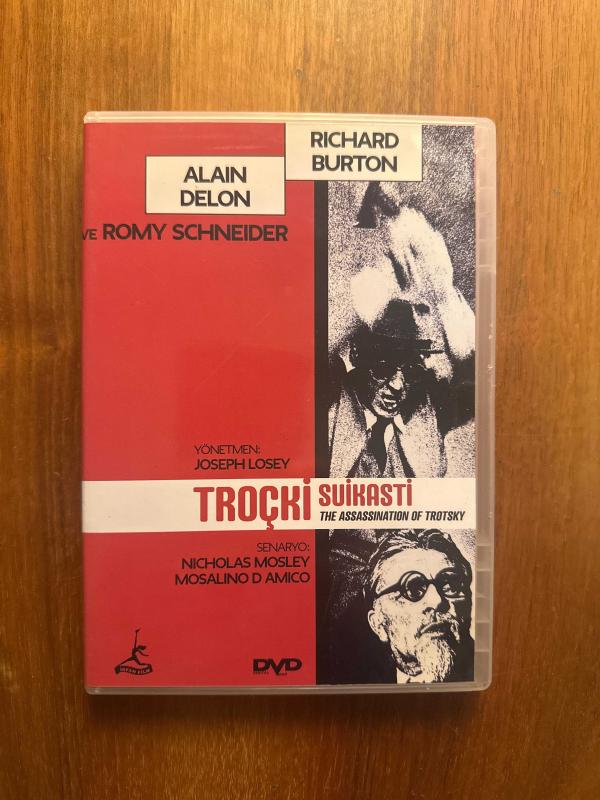 RICHARD
BURTON
ALAIN
DELON
VE ROMY SCHNEIDER
YÖNETMEN:
JOSEPH LOSEY
TROÇKİ SUİKASTİ
THE ASSASSINATION OF TROTSKY
SENARYO:
NICHOLAS MOSLEY
MOSALINO D AMICO
DVD